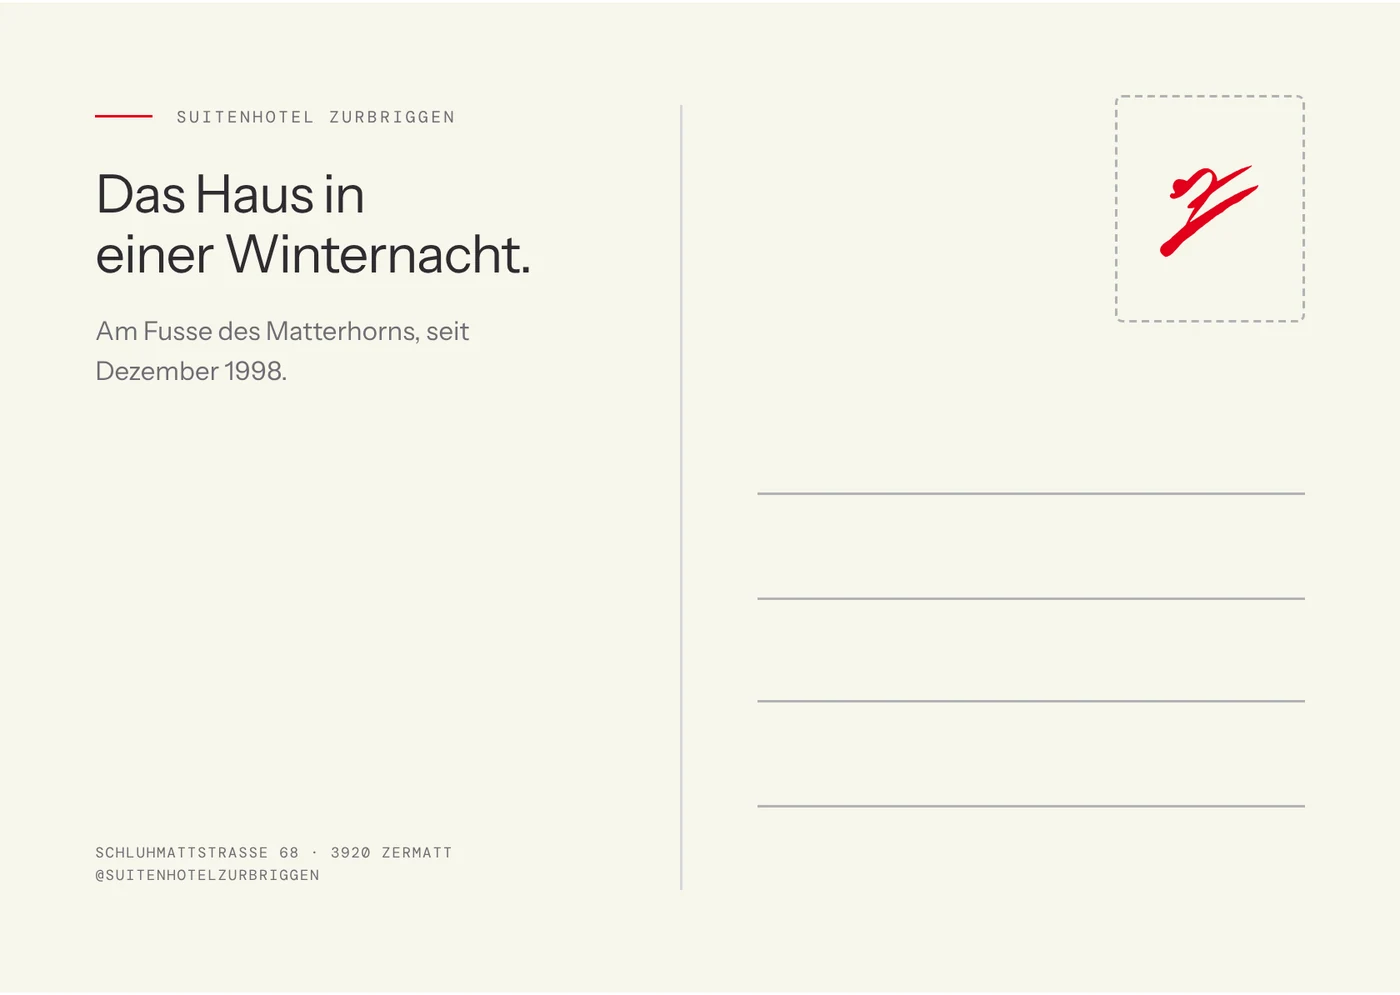 SUITENHOTEL ZURBRIGGEN
Das Haus in
einer Winternacht.
Am Fusse des Matterhorns, seit
Dezember 1998.
SCHLUHMATTSTRASSE 68 · 3920 ZERMATT
@SUITENHOTELZURBRIGGEN